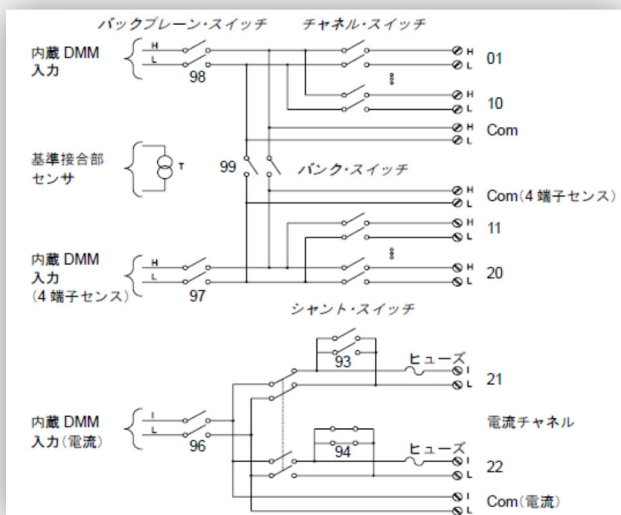 バックプレーン・スイッチ
チャネル・スイッチ
内蔵 DMM
入力
H
L
98
H
L
01
H
L
10
H
L
Com
基準接合部
センサ
T
99
バンク・スイッチ
H
L
Com(4 端子センス)
H
L
11
内蔵 DMM
入力
(4 端子センス)
H
L
97
H
L
20
シャント・スイッチ
93
ヒューズ
I
L
21
内蔵 DMM
入力(電流)
I
L
96
電流チャネル
94
ヒューズ
I
L
22
I
L
Com(電流)